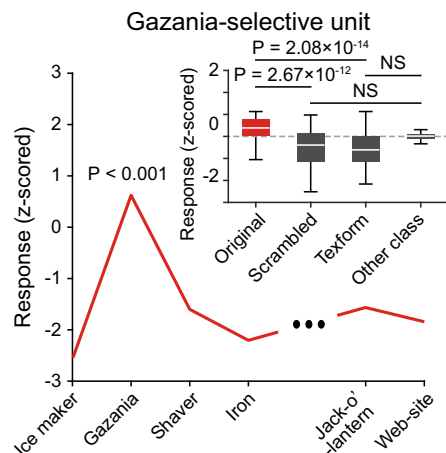 Gazania-selective unit
Response (z-scored)
3
2
1
0
-1
-2
-3
P < 0.001
Ice maker
Gazania
Shaver
Iron
•••
Jack-o'
-lantern
Web-site
P = 2.08×10⁻¹⁴
NS
P = 2.67×10⁻¹²
NS
Response (z-scored)
2
0
-2
Original
Scrambled
Texform
Other class